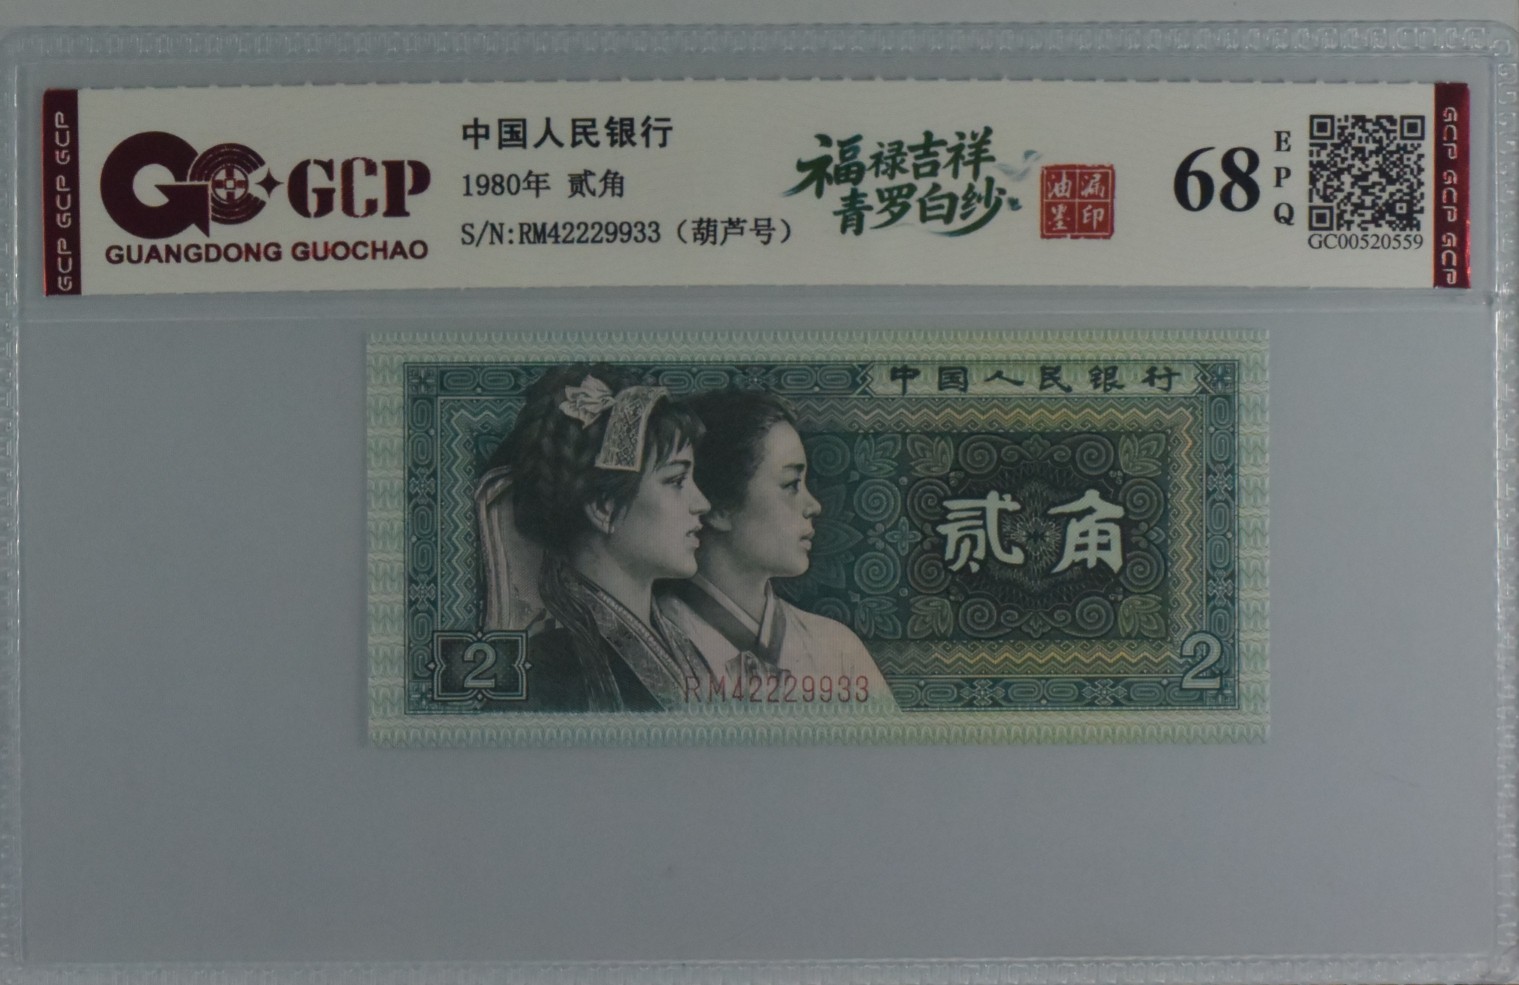 GCP GCP GCP
GCP
GUANGDONG GUOCHAO
中国人民银行
1980年 贰角
S/N:RM42229933（葫芦号）
福禄吉祥
青罗白纱
油漏
墨印
68
EPQ
GC00520559
GCP GCP GCP
中国人民银行
贰角
2
2
RM42229933